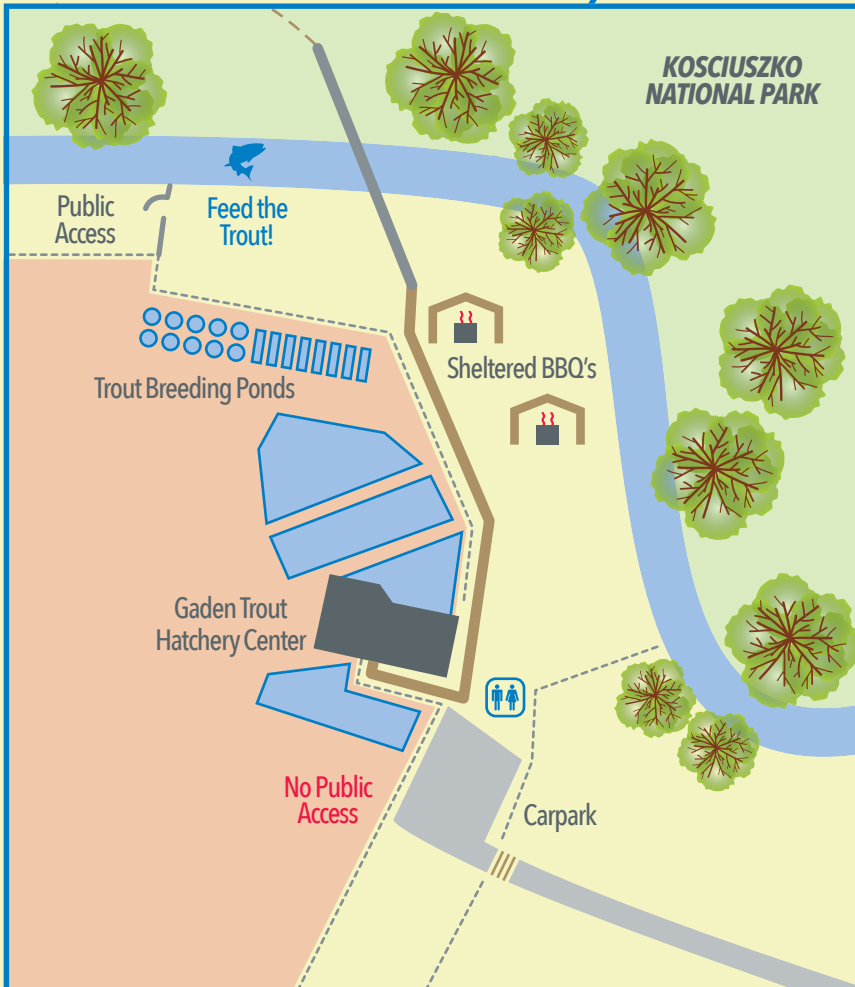 KOSCIUSZKO
NATIONAL PARK
Public
Access
Feed the
Trout!
Sheltered BBQ's
Trout Breeding Ponds
Gaden Trout
Hatchery Center
No Public
Access
Carpark